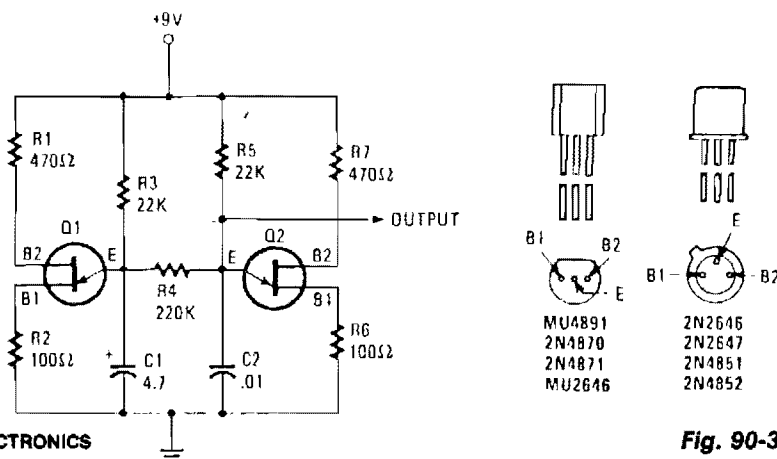 +9V
R1
470Ω
R3
22K
R5
22K
R7
470Ω
OUTPUT
Q1
Q2
B2
E
E
B2
B1
B1
R4
220K
R2
100Ω
+
C1
4.7
C2
.01
R6
100Ω
B1
B2
E
MU4891
2N4870
2N4871
MU2646
E
B1
B2
2N2646
2N2647
2N4851
2N4852
CTRONICS
Fig. 90-3